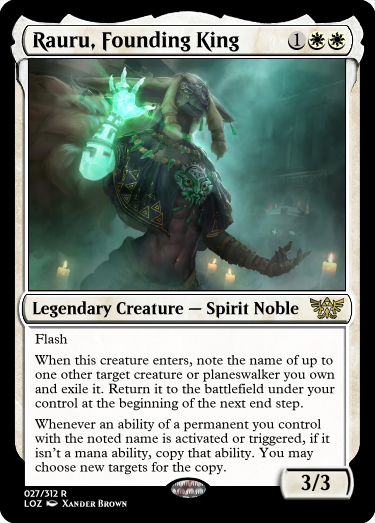 Rauru, Founding King 1
Legendary Creature — Spirit Noble
Flash
When this creature enters, note the name of up to
one other target creature or planeswalker you own
and exile it. Return it to the battlefield under your
control at the beginning of the next end step.
Whenever an ability of a permanent you control
with the noted name is activated or triggered, if it
isn't a mana ability, copy that ability. You may
choose new targets for the copy.
3/3
027/312 R
LOZ Xander Brown